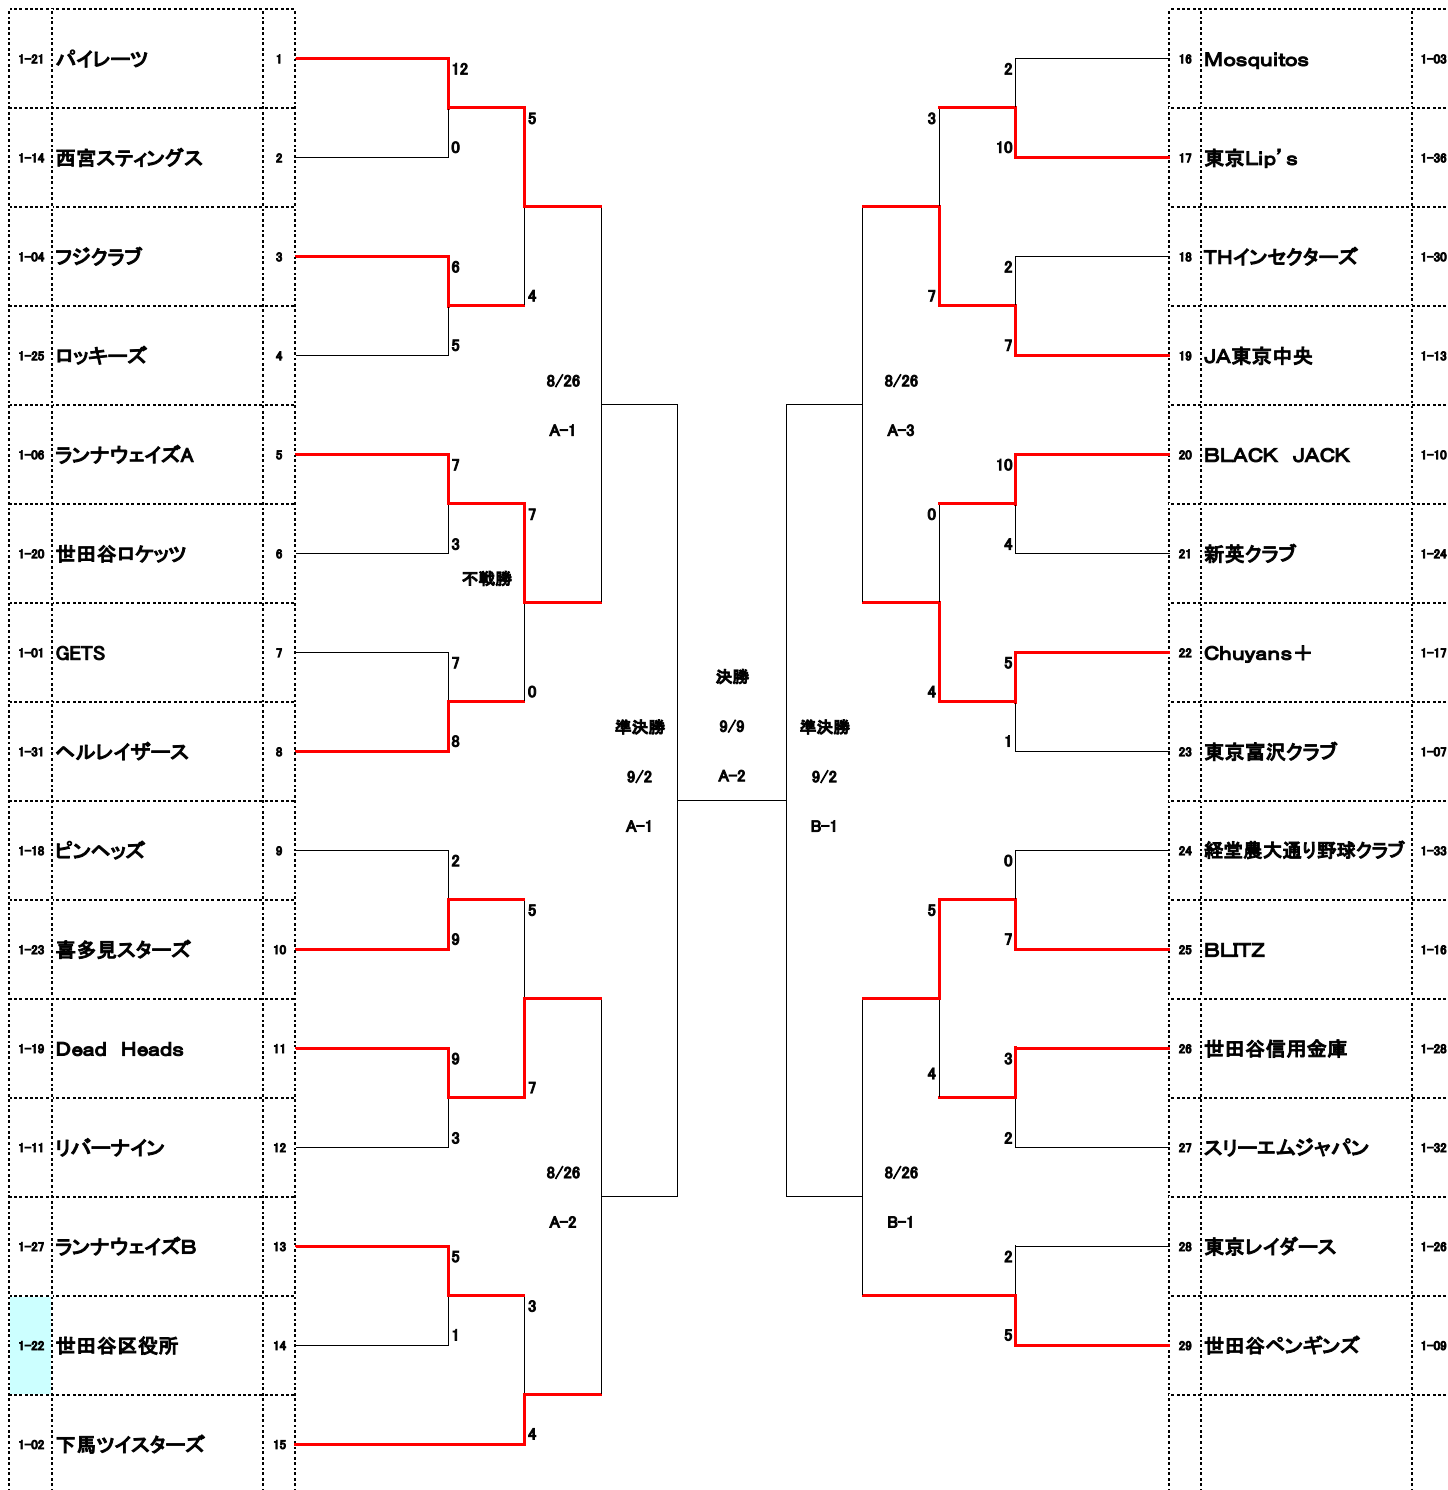 1-21 パイレーツ 1
12
5
1-14 西宮スティングス 2
0
1-04 フジクラブ 3
6
4
1-25 ロッキーズ 4
5
8/26
A-1
1-06 ランナウェイズA 5
7
7
1-20 世田谷ロケッツ 6
3
不戦勝
1-01 GETS 7
7
0
1-31 ヘルレイザース 8
8
準決勝
9/2
A-1
1-18 ピンヘッズ 9
2
5
1-23 喜多見スターズ 10
9
1-19 Dead Heads 11
9
7
1-11 リバーナイン 12
3
8/26
A-2
1-27 ランナウェイズB 13
5
3
1-22 世田谷区役所 14
1
1-02 下馬ツイスターズ 15
4
決勝
9/9
A-2
16 Mosquitos 1-03
2
3
17 東京Lip's 1-36
10
18 THインセクターズ 1-30
2
7
19 JA東京中央 1-13
7
8/26
A-3
20 BLACK JACK 1-10
10
0
21 新英クラブ 1-24
4
22 Chuyans＋ 1-17
5
4
23 東京富沢クラブ 1-07
1
準決勝
9/2
B-1
24 経堂農大通り野球クラブ 1-33
0
5
25 BLITZ 1-16
7
26 世田谷信用金庫 1-28
3
4
27 スリーエムジャパン 1-32
2
8/26
B-1
28 東京レイダース 1-26
2
29 世田谷ペンギンズ 1-09
5